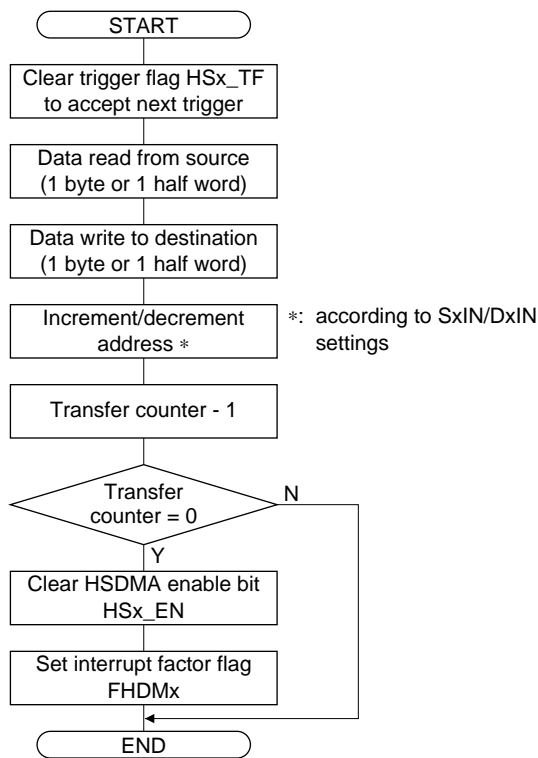 START
Clear trigger flag HSx_TF
to accept next trigger
Data read from source
(1 byte or 1 half word)
Data write to destination
(1 byte or 1 half word)
Increment/decrement
address ∗
∗: according to SxIN/DxIN
settings
Transfer counter - 1
Transfer
counter = 0
N
Y
Clear HSDMA enable bit
HSx_EN
Set interrupt factor flag
FHDMx
END